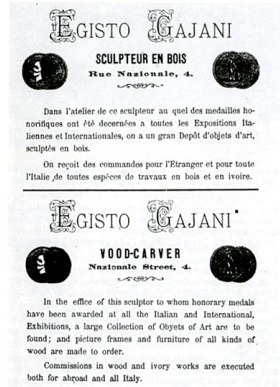 EGISTO GAJANI
SCULPTEUR EN BOIS
Rue Nazionale, 4.
Dans l'atelier de ce sculpteur au quel des medailles ho-
norifiques ont été decernées a toutes les Expositions Ita-
liennes et Internationales, on a un gran Depôt d'objets d'art,
sculptés en bois.
On reçoit des commandes pour l'Etranger et pour toute
l'Italie de toutes espèces de travaux en bois et en ivoire.
EGISTO GAJANI
WOOD-CARVER
Nazionale Street, 4.
In the effice of this sculptor to whom honorary medals
have been awarded at all the Italian and International,
Exhibitions, a large Collection of Obyets of Art are to
be found; and picture frames and furniture of all kinds of
wood are made to order.
Commissions in wood and ivory works are executed
both for abroad and all Italy.